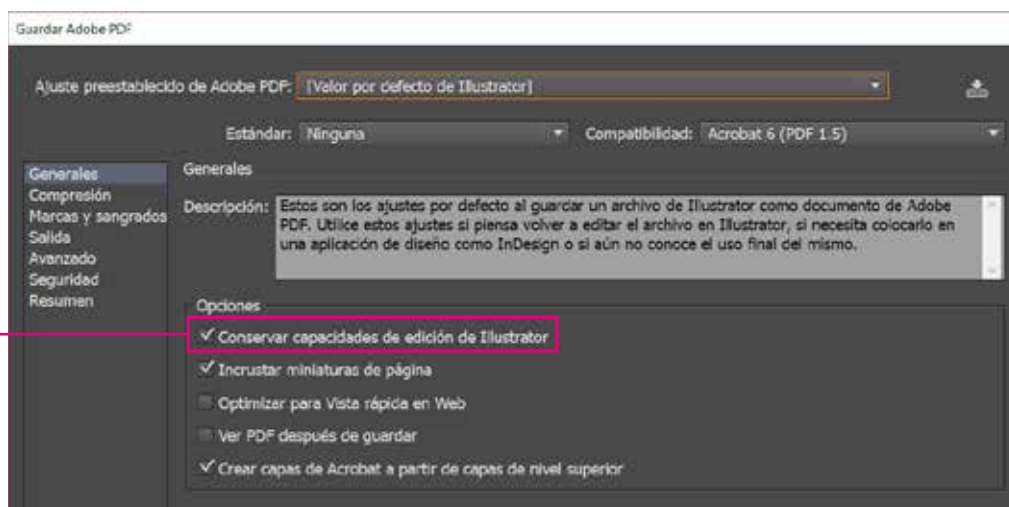 Guardar Adobe PDF
Ajuste preestablecido de Adobe PDF: [Valor por defecto de Illustrator]
Estándar: Ninguna Compatibilidad: Acrobat 6 (PDF 1.5)
Generales
Compresión
Marcas y sangrados
Salida
Avanzado
Seguridad
Resumen
Generales
Descripción: Estos son los ajustes por defecto al guardar un archivo de Illustrator como documento de Adobe
PDF. Utilice estos ajustes si piensa volver a editar el archivo en Illustrator, si necesita colocarlo en
una aplicación de diseño como InDesign o si aún no conoce el uso final del mismo.
Opciones
Conservar capacidades de edición de Illustrator
Incrustar miniaturas de página
Optimizar para Vista rápida en Web
Ver PDF después de guardar
Crear capas de Acrobat a partir de capas de nivel superior